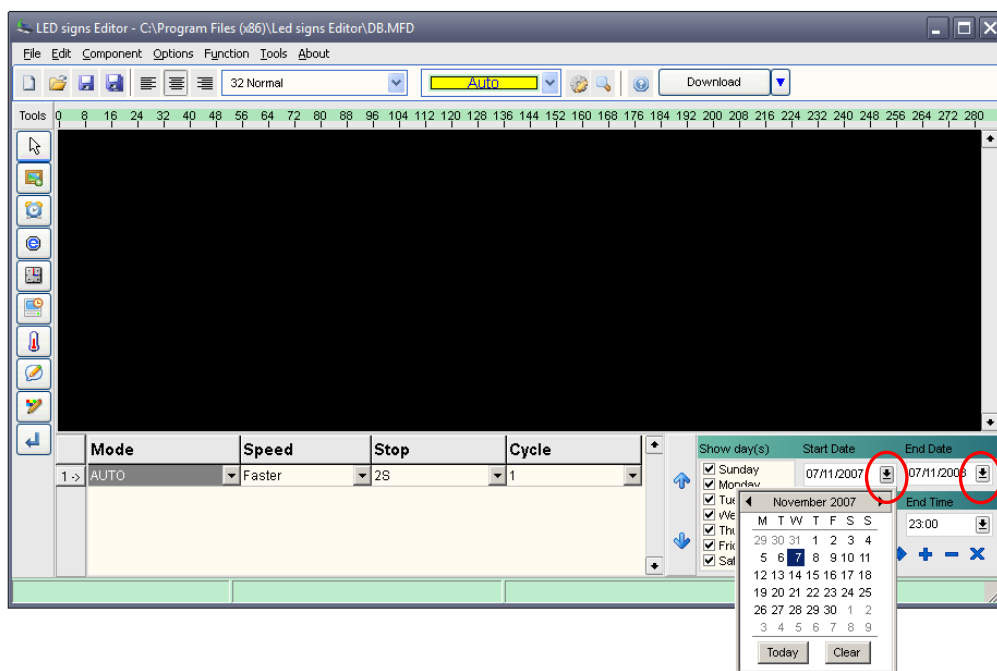 LED signs Editor - C:\Program Files (x86)\Led signs Editor\DB.MFD
File Edit Component Options Function Tools About
32 Normal Auto Download
Tools 0 8 16 24 32 40 48 56 64 72 80 88 96 104 112 120 128 136 144 152 160 168 176 184 192 200 208 216 224 232 240 248 256 264 272 280
Mode Speed Stop Cycle
1 -> AUTO Faster 2S 1
Show day(s) Start Date End Date
Sunday 07/11/2007 07/11/2008
Monday
Tue
We
Thu
Frid
Sat
End Time
23:00
November 2007
M T W T F S S
29 30 31 1 2 3 4
5 6 7 8 9 10 11
12 13 14 15 16 17 18
19 20 21 22 23 24 25
26 27 28 29 30 1 2
3 4 5 6 7 8 9
Today Clear